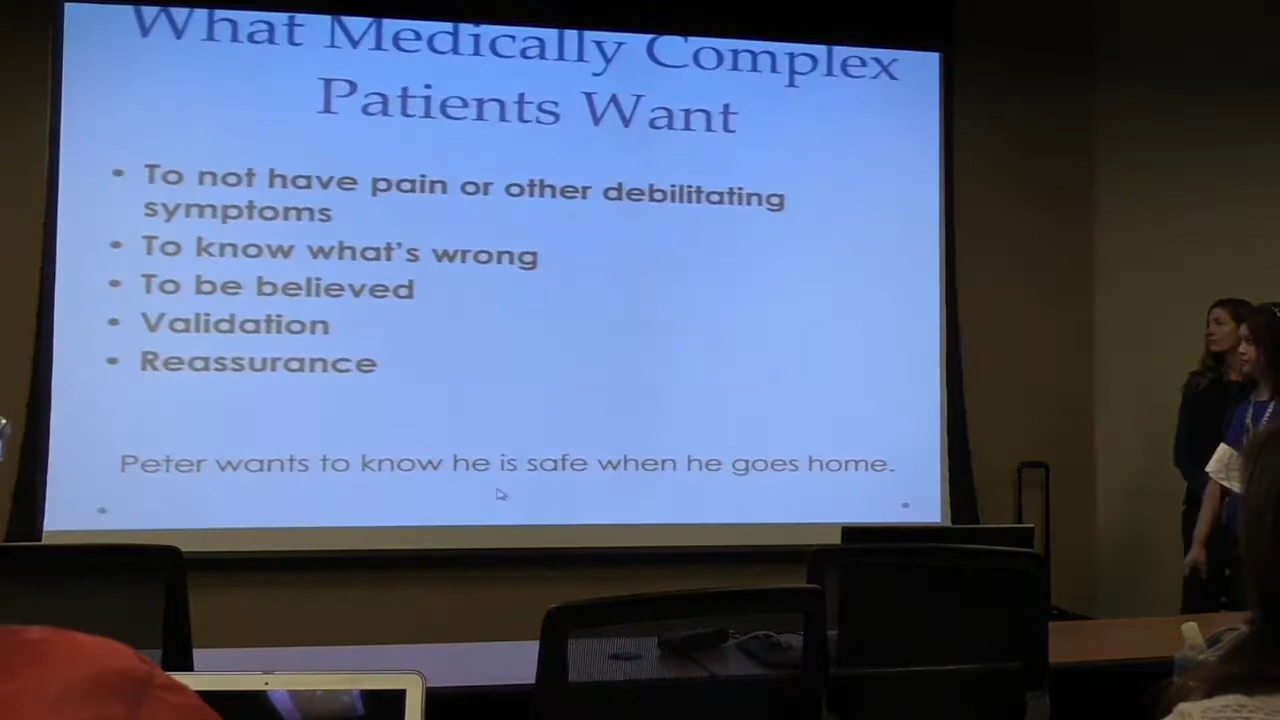 What Medically Complex
Patients Want
• To not have pain or other debilitating
symptoms
• To know what's wrong
• To be believed
• Validation
• Reassurance
Peter wants to know he is safe when he goes home.